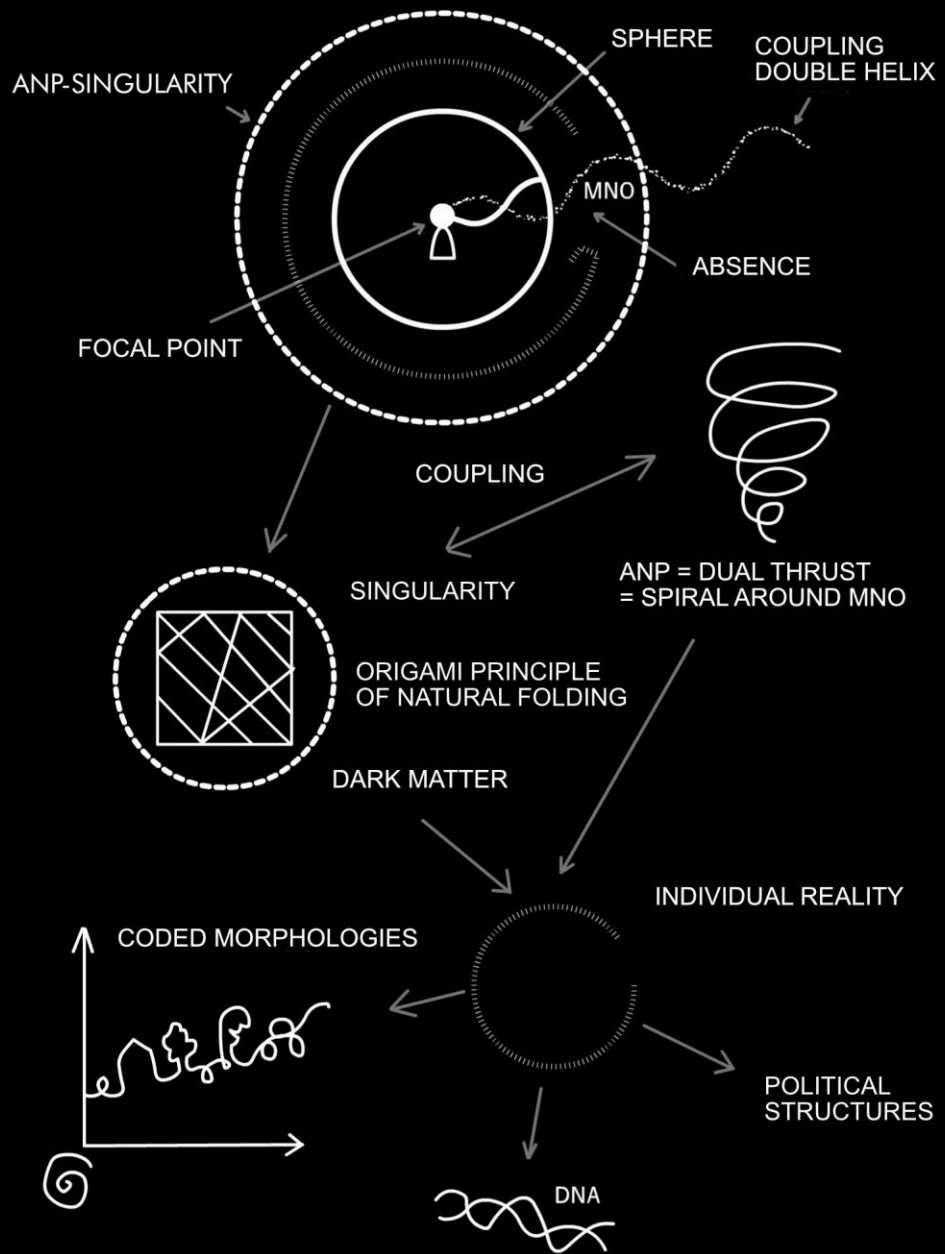 SPHERE
COUPLING
DOUBLE HELIX
ANP-SINGULARITY
MNO
ABSENCE
FOCAL POINT
COUPLING
SINGULARITY
ANP = DUAL THRUST
= SPIRAL AROUND MNO
ORIGAMI PRINCIPLE
OF NATURAL FOLDING
DARK MATTER
INDIVIDUAL REALITY
CODED MORPHOLOGIES
POLITICAL
STRUCTURES
DNA